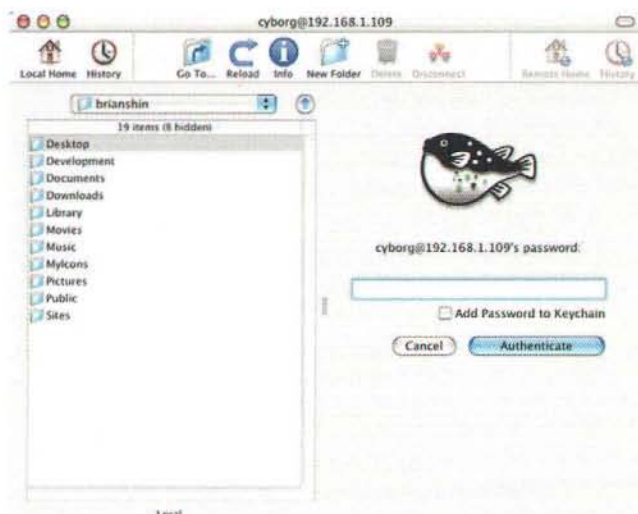 cyborg@192.168.1.109
Local Home History Go To... Reload Info New Folder Delete Disconnect Remote Home History
brianshin
19 items (8 hidden)
Desktop
Development
Documents
Downloads
Library
Movies
Music
MyIcons
Pictures
Public
Sites
cyborg@192.168.1.109's password:
Add Password to Keychain
Cancel Authenticate
Local